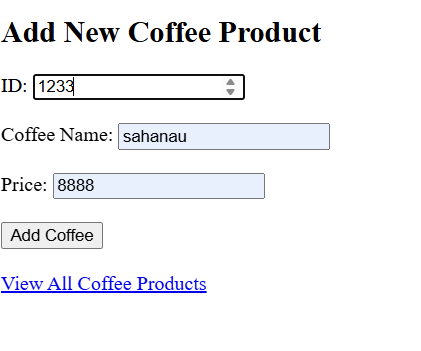 Add New Coffee Product
ID: 1233
Coffee Name: sahanau
Price: 8888
Add Coffee
View All Coffee Products